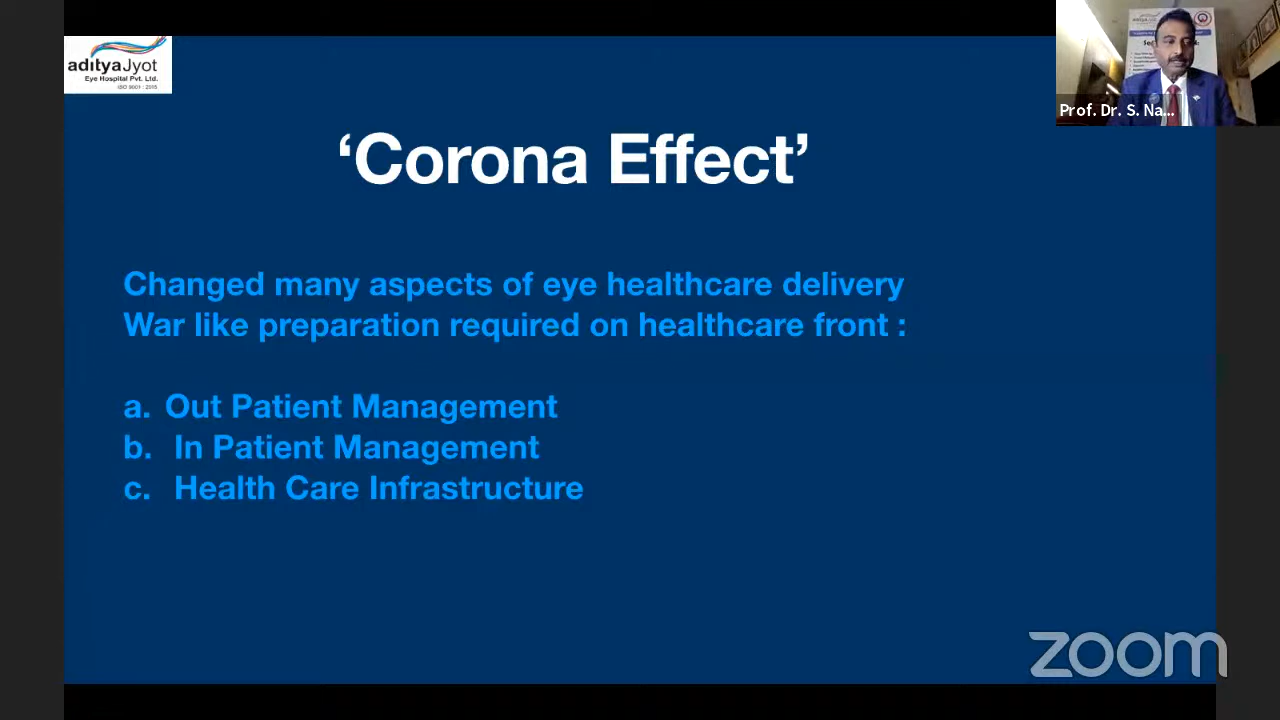 adityaJyot
Eye Hospital Pvt. Ltd.
ISO 9001 : 2015
Prof. Dr. S. Na...
‘Corona Effect’
Changed many aspects of eye healthcare delivery
War like preparation required on healthcare front :
a. Out Patient Management
b. In Patient Management
c. Health Care Infrastructure
zoom